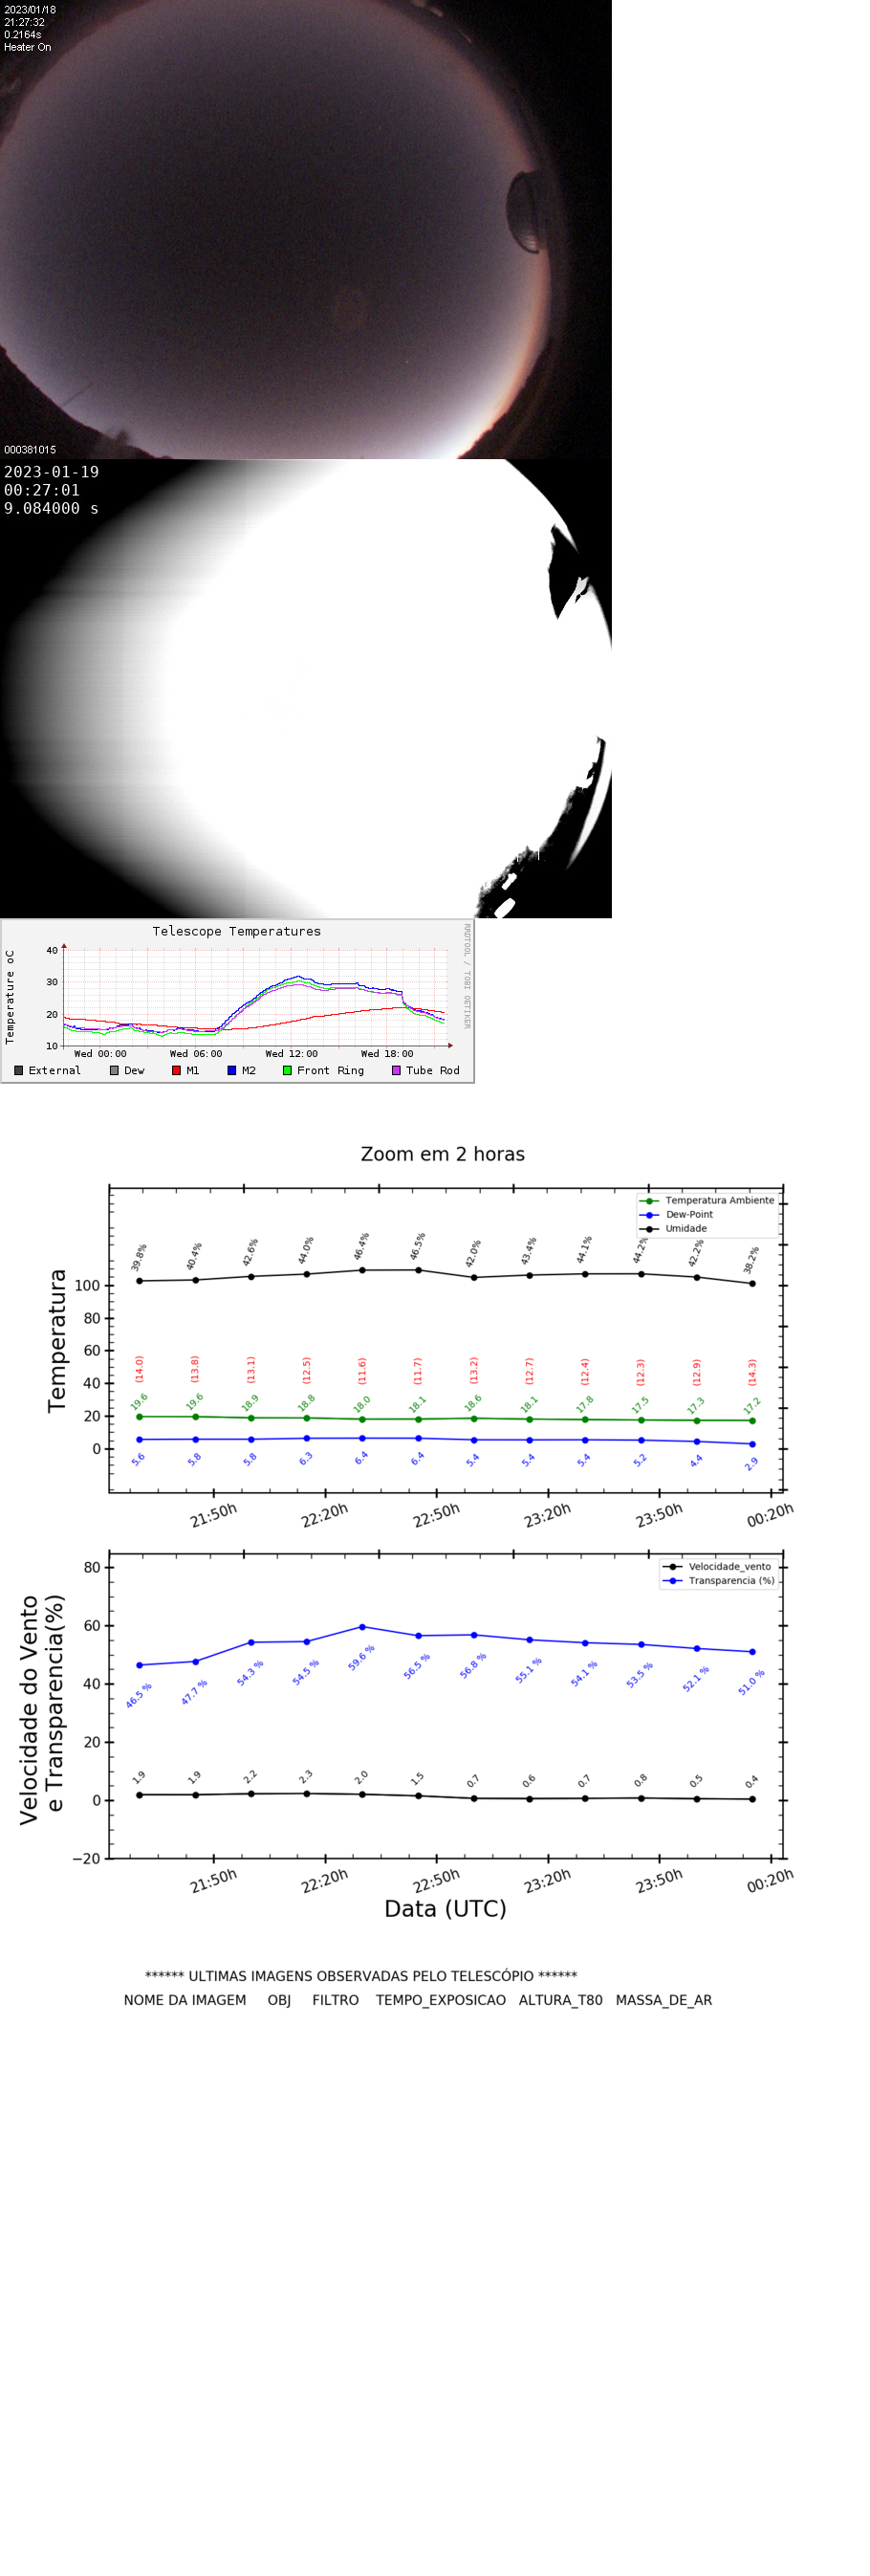 2023/01/18
21:27:32
0.2164s
Heater On
000381015
2023-01-19
00:27:01
9.084000 s
Telescope Temperatures
RRDTOOL / TOBI OETIKER
Temperature oC
40
30
20
10
Wed 00:00 Wed 06:00 Wed 12:00 Wed 18:00
External Dew M1 M2 Front Ring Tube Rod
Zoom em 2 horas
Temperatura Ambiente
Dew-Point
Umidade
39.8% 40.4% 42.6% 44.0% 46.4% 46.5% 42.0% 43.4% 44.1% 44.2% 42.2% 38.2%
Temperatura
100
80
60
40
20
0
(14.0) (13.8) (13.1) (12.5) (11.6) (11.7) (13.2) (12.7) (12.4) (12.3) (12.9) (14.3)
19.6 19.6 18.9 18.8 18.0 18.1 18.6 18.1 17.8 17.5 17.3 17.2
5.6 5.8 5.8 6.3 6.4 6.4 5.4 5.4 5.4 5.2 4.4 2.9
21:50h 22:20h 22:50h 23:20h 23:50h 00:20h
Velocidade_vento
Transparencia (%)
Velocidade do Vento
e Transparencia(%)
80
60
40
20
0
−20
46.5 % 47.7 % 54.3 % 54.5 % 59.6 % 56.5 % 56.8 % 55.1 % 54.1 % 53.5 % 52.1 % 51.0 %
1.9 1.9 2.2 2.3 2.0 1.5 0.7 0.6 0.7 0.8 0.5 0.4
21:50h 22:20h 22:50h 23:20h 23:50h 00:20h
Data (UTC)
****** ULTIMAS IMAGENS OBSERVADAS PELO TELESCÓPIO ******
NOME DA IMAGEM OBJ FILTRO TEMPO_EXPOSICAO ALTURA_T80 MASSA_DE_AR